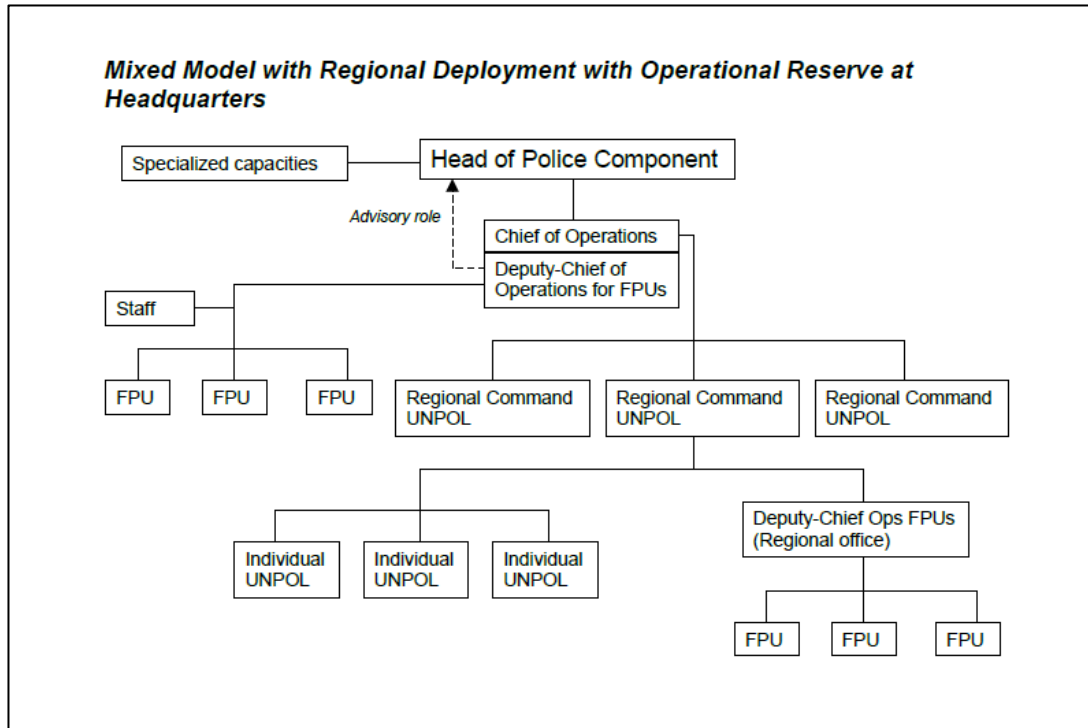 Mixed Model with Regional Deployment with Operational Reserve at
Headquarters
Specialized capacities
Head of Police Component
Advisory role
Chief of Operations
Deputy-Chief of
Operations for FPUs
Staff
FPU
FPU
FPU
Regional Command
UNPOL
Regional Command
UNPOL
Regional Command
UNPOL
Deputy-Chief Ops FPUs
(Regional office)
Individual
UNPOL
Individual
UNPOL
Individual
UNPOL
FPU
FPU
FPU